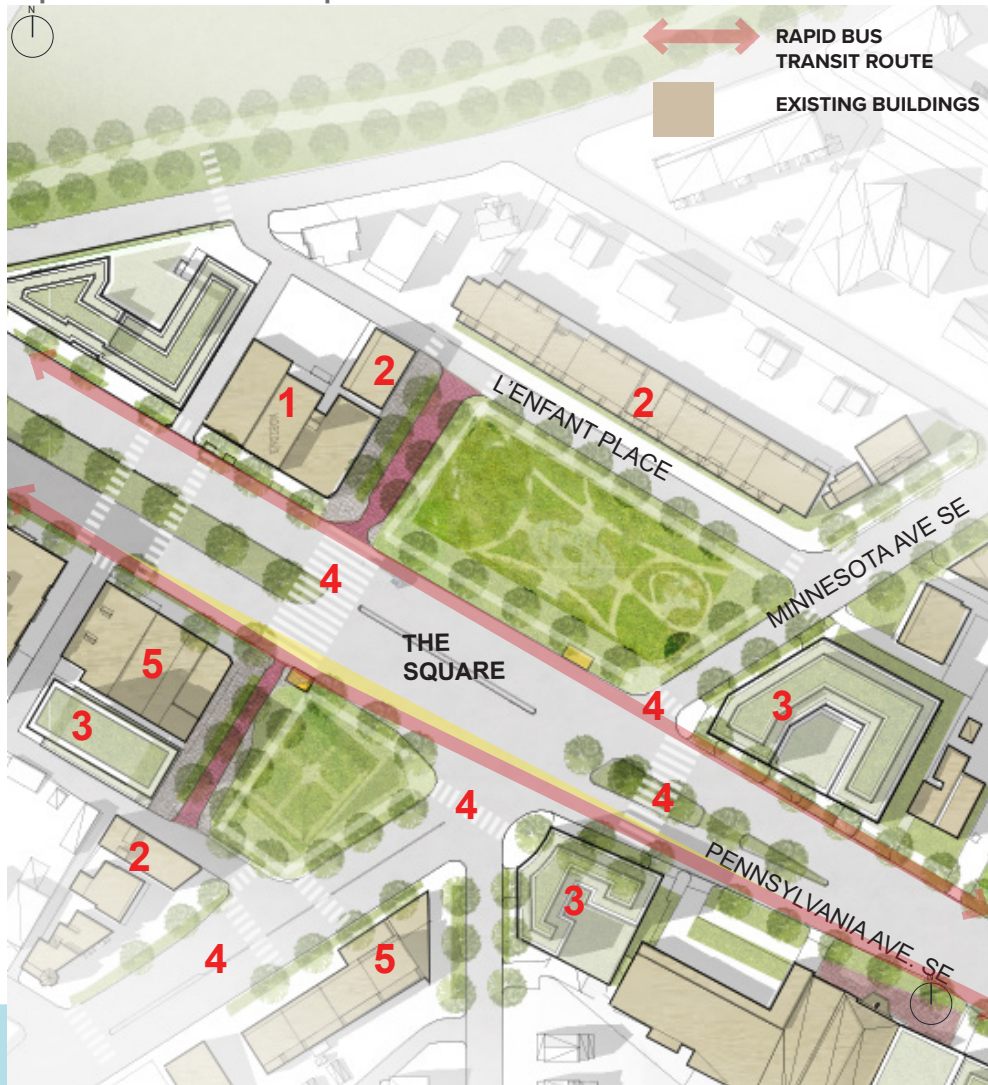 N
RAPID BUS
TRANSIT ROUTE
EXISTING BUILDINGS
2
1
2
L'ENFANT PLACE
MINNESOTA AVE SE
4
THE
SQUARE
5
3
4
3
4
4
2
3
PENNSYLVANIA AVE. SE
4
5